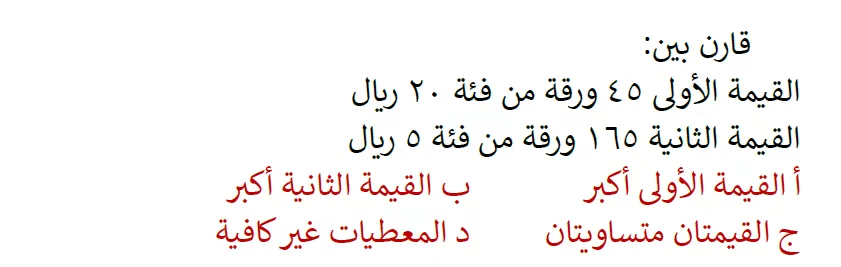 قارن بين:
القيمة الأولى ٤٥ ورقة من فئة ٢٠ ريال
القيمة الثانية ١٦٥ ورقة من فئة ٥ ريال
أ القيمة الأولى أكبر ب القيمة الثانية أكبر
ج القيمتان متساويتان د المعطيات غير كافية